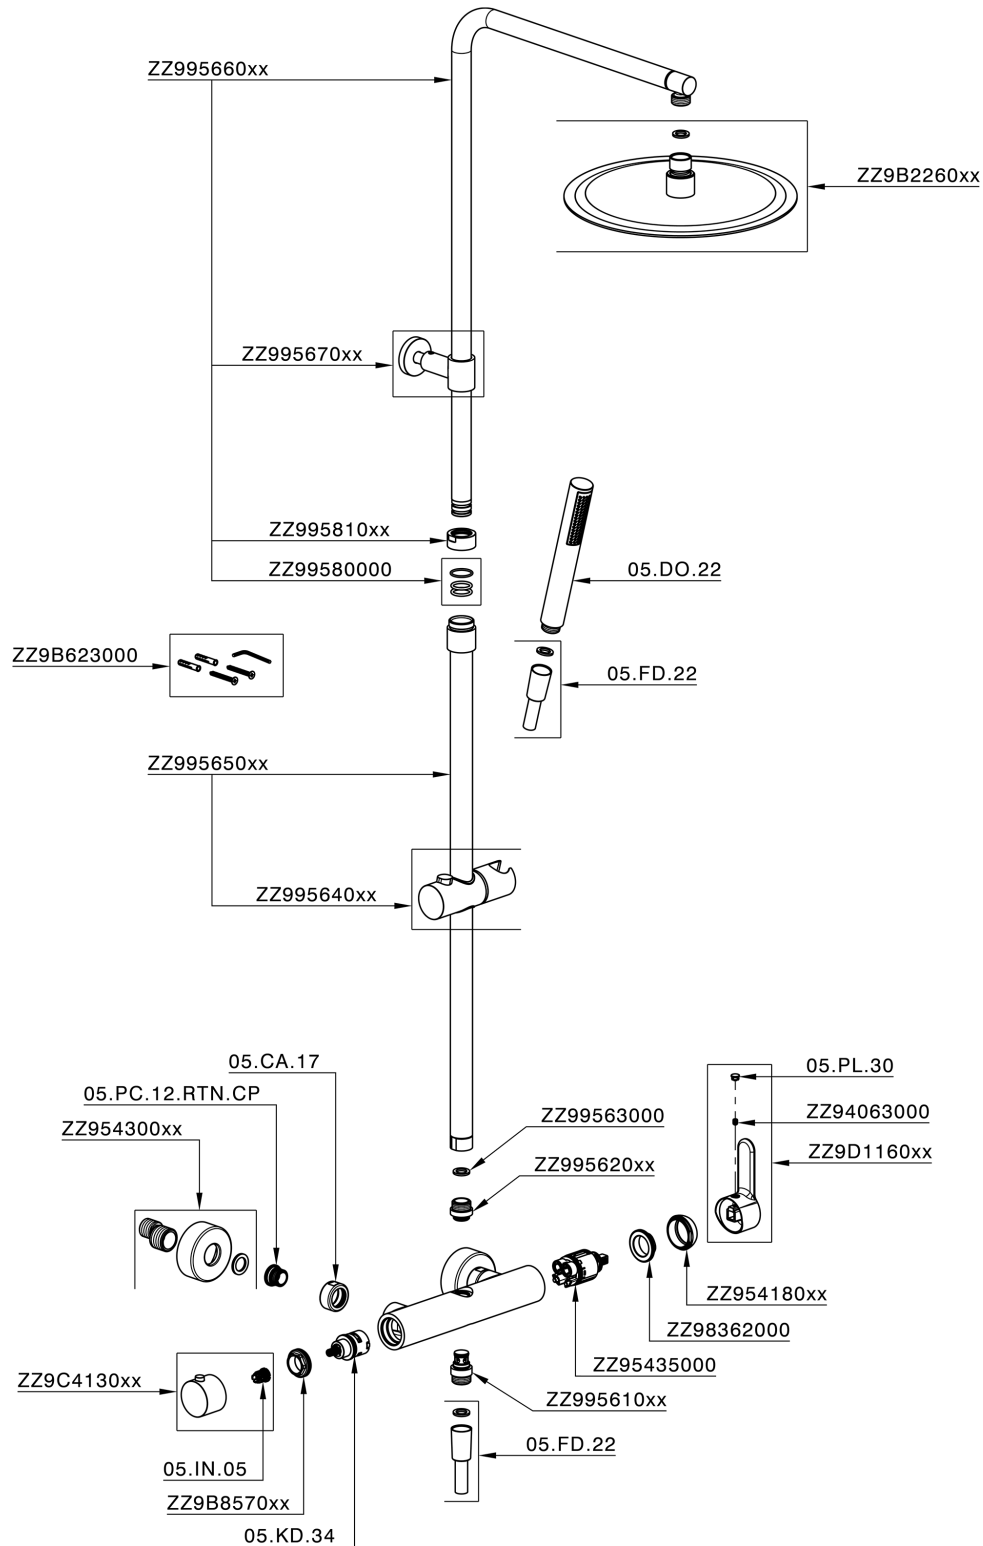 ZZ995660xx
ZZ9B2260xx
ZZ995670xx
ZZ995810xx
ZZ99580000
05.DO.22
ZZ9B623000
05.FD.22
ZZ995650xx
ZZ995640xx
05.CA.17
05.PL.30
05.PC.12.RTN.CP
ZZ99563000
ZZ94063000
ZZ954300xx
ZZ9D1160xx
ZZ995620xx
ZZ954180xx
ZZ98362000
ZZ95435000
ZZ9C4130xx
ZZ995610xx
05.FD.22
05.IN.05
ZZ9B8570xx
05.KD.34